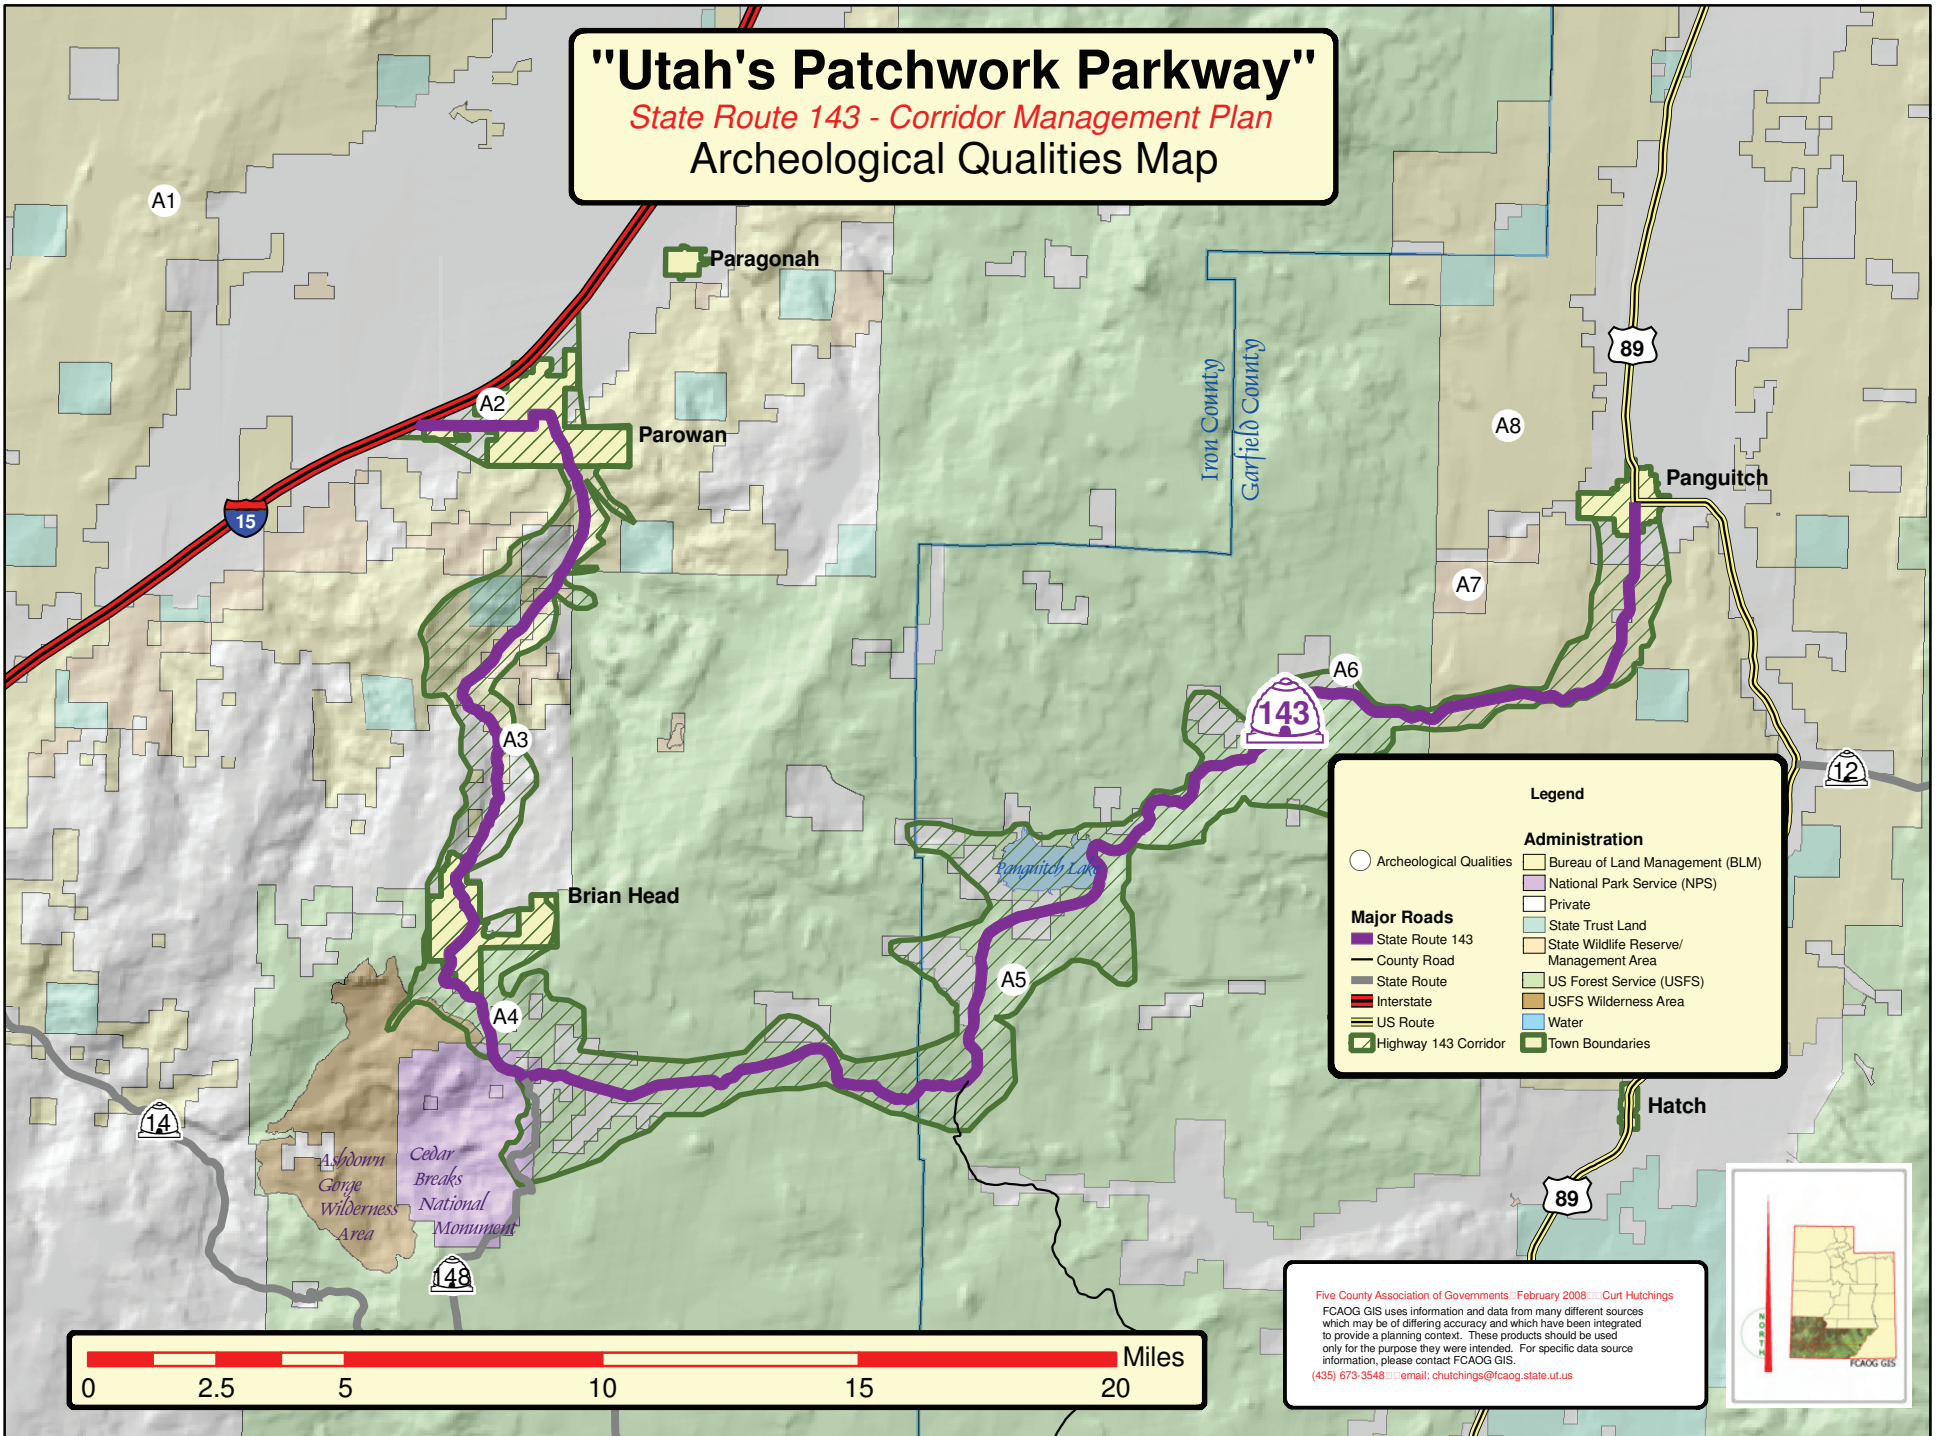 "Utah's Patchwork Parkway"
State Route 143 - Corridor Management Plan
Archeological Qualities Map
A1
Paragonah
89
Iron County
Garfield County
A2
Parowan
A8
Panguitch
15
A7
A6
143
A3
12
Panguitch Lake
Brian Head
A5
A4
14
Ashdown
Gorge
Wilderness
Area
Cedar
Breaks
National
Monument
148
Hatch
89
Legend
Archeological Qualities
Major Roads
State Route 143
County Road
State Route
Interstate
US Route
Highway 143 Corridor
Administration
Bureau of Land Management (BLM)
National Park Service (NPS)
Private
State Trust Land
State Wildlife Reserve/
Management Area
US Forest Service (USFS)
USFS Wilderness Area
Water
Town Boundaries
Five County Association of Governments February 2008 Curt Hutchings
FCAOG GIS uses information and data from many different sources
which may be of differing accuracy and which have been integrated
to provide a planning context. These products should be used
only for the purpose they were intended. For specific data source
information, please contact FCAOG GIS.
(435) 673-3548 email: chutchings@fcaog.state.ut.us
NORTH
FCAOG GIS
Miles
0 2.5 5 10 15 20